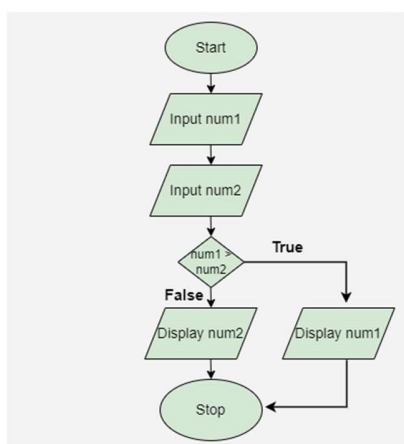 Start
Input num1
Input num2
num1 >
num2
True
False
Display num2
Display num1
Stop